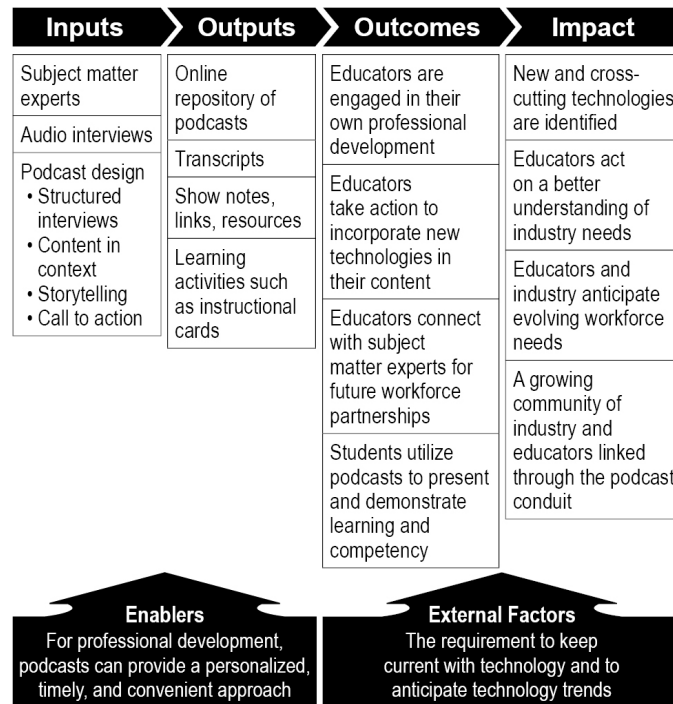 Inputs
Outputs
Outcomes
Impact
Subject matter
experts
Audio interviews
Podcast design
• Structured
interviews
• Content in
context
• Storytelling
• Call to action
Online
repository of
podcasts
Transcripts
Show notes,
links, resources
Learning
activities such
as instructional
cards
Educators are
engaged in their
own professional
development
Educators
take action to
incorporate new
technologies in
their content
Educators connect
with subject
matter experts for
future workforce
partnerships
Students utilize
podcasts to present
and demonstrate
learning and
competency
New and cross-
cutting technologies
are identified
Educators act
on a better
understanding of
industry needs
Educators and
industry anticipate
evolving workforce
needs
A growing
community of
industry and
educators linked
through the podcast
conduit
Enablers
For professional development,
podcasts can provide a personalized,
timely, and convenient approach
External Factors
The requirement to keep
current with technology and to
anticipate technology trends